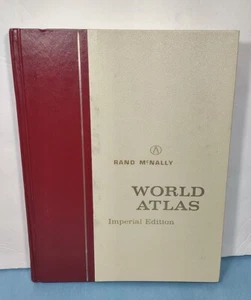 RAND McNALLY
WORLD
ATLAS
Imperial Edition